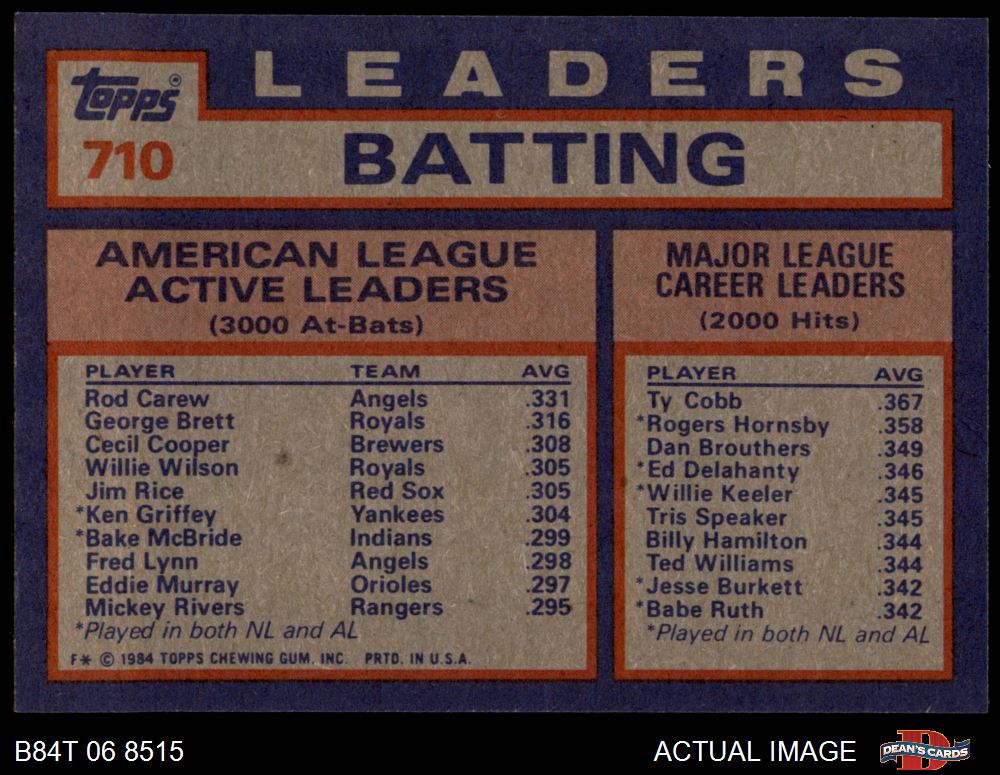 LEADERS
topps®
710
BATTING
AMERICAN LEAGUE
ACTIVE LEADERS
(3000 At-Bats)
PLAYER TEAM AVG
Rod Carew Angels .331
George Brett Royals .316
Cecil Cooper Brewers .308
Willie Wilson Royals .305
Jim Rice Red Sox .305
*Ken Griffey Yankees .304
*Bake McBride Indians .299
Fred Lynn Angels .298
Eddie Murray Orioles .297
Mickey Rivers Rangers .295
*Played in both NL and AL
F* © 1984 TOPPS CHEWING GUM, INC. PRTD. IN U.S.A.
MAJOR LEAGUE
CAREER LEADERS
(2000 Hits)
PLAYER AVG
Ty Cobb .367
*Rogers Hornsby .358
Dan Brouthers .349
*Ed Delahanty .346
*Willie Keeler .345
Tris Speaker .345
Billy Hamilton .344
Ted Williams .344
*Jesse Burkett .342
*Babe Ruth .342
*Played in both NL and AL
B84T 06 8515
ACTUAL IMAGE
D
DEAN'S CARDS